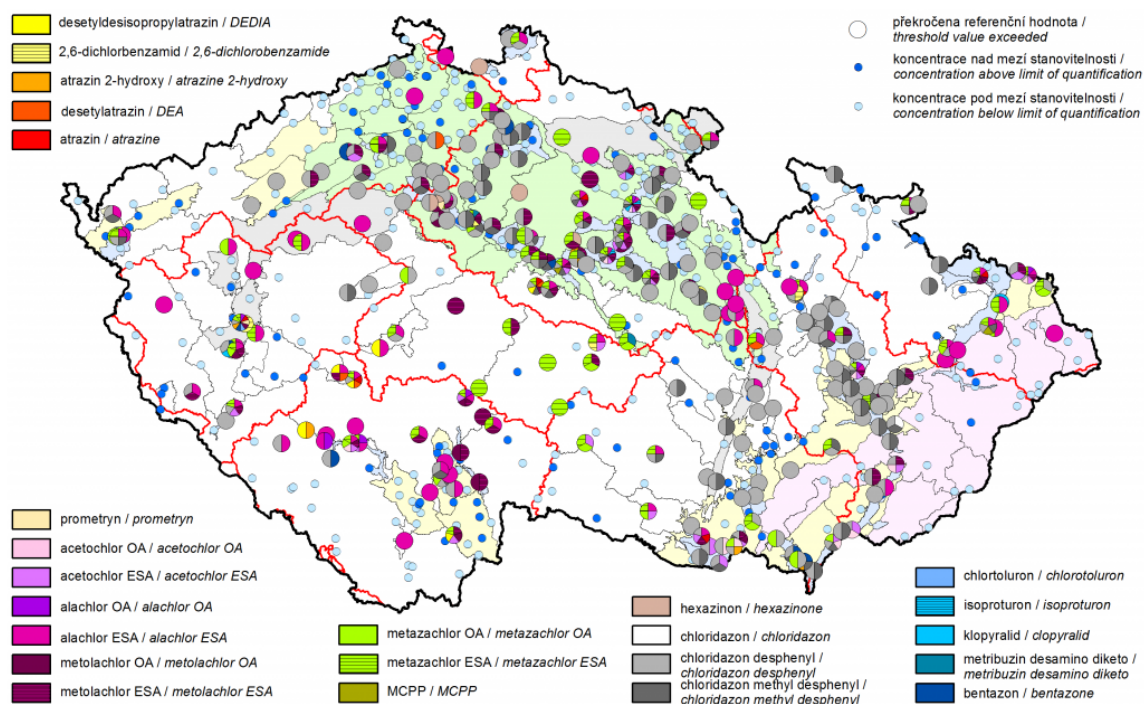 desetyldesisopropylatrazin / DEDIA
2,6-dichlorbenzamid / 2,6-dichlorobenzamide
atrazin 2-hydroxy / atrazine 2-hydroxy
desetylatrazin / DEA
atrazin / atrazine
překročena referenční hodnota /
threshold value exceeded
koncentrace nad mezí stanovitelnosti /
concentration above limit of quantification
koncentrace pod mezí stanovitelnosti /
concentration below limit of quantification
prometryn / prometryn
acetochlor OA / acetochlor OA
acetochlor ESA / acetochlor ESA
alachlor OA / alachlor OA
alachlor ESA / alachlor ESA
metolachlor OA / metolachlor OA
metolachlor ESA / metolachlor ESA
metazachlor OA / metazachlor OA
metazachlor ESA / metazachlor ESA
MCPP / MCPP
hexazinon / hexazinone
chloridazon / chloridazon
chloridazon desphenyl /
chloridazon desphenyl
chloridazon methyl desphenyl /
chloridazon methyl desphenyl
chlortoluron / chlorotoluron
isoproturon / isoproturon
klopyralid / clopyralid
metribuzin desamino diketo /
metribuzin desamino diketo
bentazon / bentazone